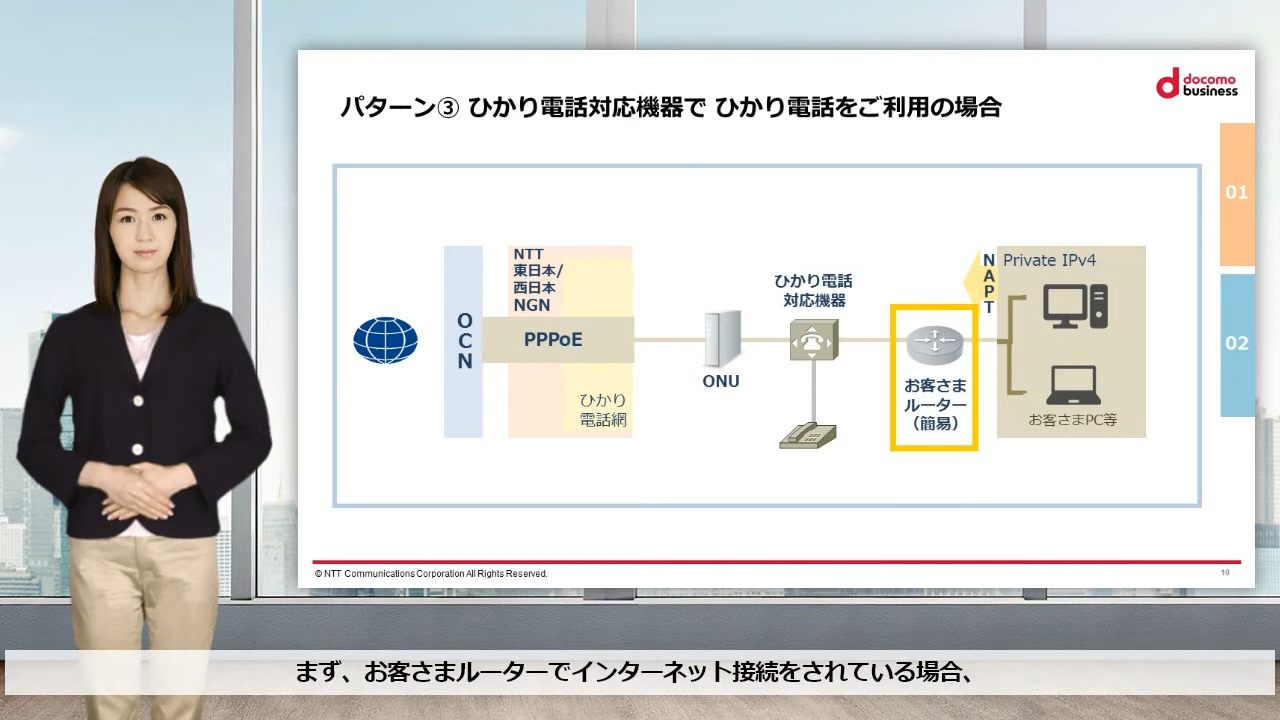 docomo
business
パターン③ ひかり電話対応機器で ひかり電話をご利用の場合
01
02
OCN
NTT
東日本/
西日本
NGN
PPPoE
ひかり
電話網
ONU
ひかり電話
対応機器
お客さま
ルーター
（簡易）
NAPT
Private IPv4
お客さまPC等
© NTT Communications Corporation All Rights Reserved.
10
まず、お客さまルーターでインターネット接続をされている場合、